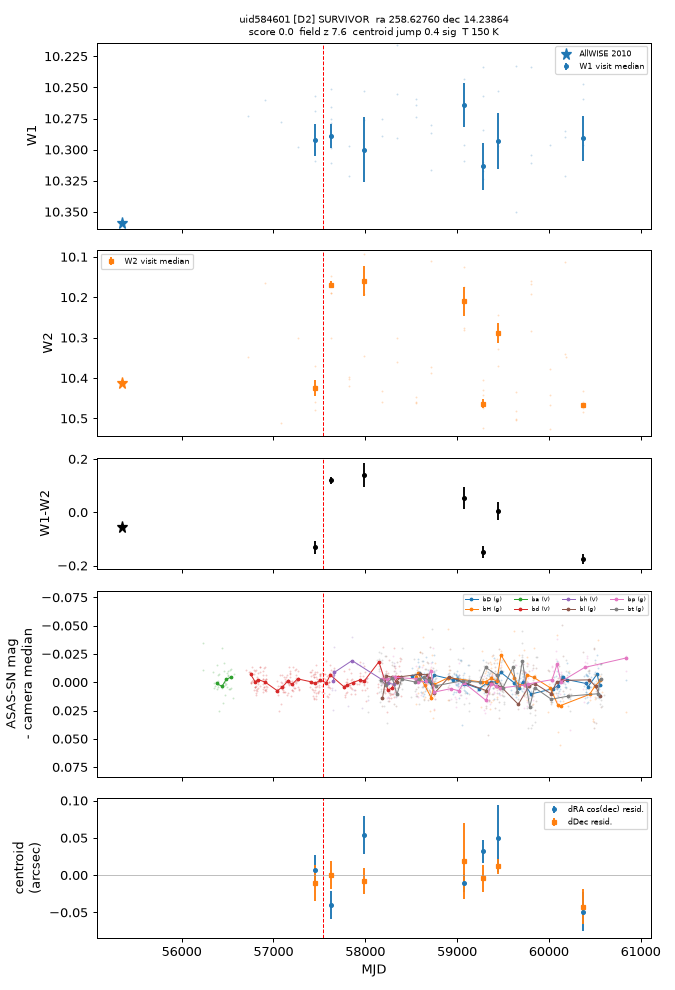 uid584601 [D2] SURVIVOR  ra 258.62760 dec 14.23864
score 0.0  field z 7.6  centroid jump 0.4 sig  T 150 K
10.225
10.250
10.275
10.300
10.325
10.350
W1
AllWISE 2010
W1 visit median
10.1
10.2
10.3
10.4
10.5
W2
W2 visit median
0.2
0.0
−0.2
W1-W2
−0.075
−0.050
−0.025
0.000
0.025
0.050
0.075
ASAS-SN mag
- camera median
bD (g)
bH (g)
ba (V)
bd (V)
bh (V)
bl (g)
bp (g)
bt (g)
0.10
0.05
0.00
−0.05
centroid
(arcsec)
dRA cos(dec) resid.
dDec resid.
56000
57000
58000
59000
60000
61000
MJD